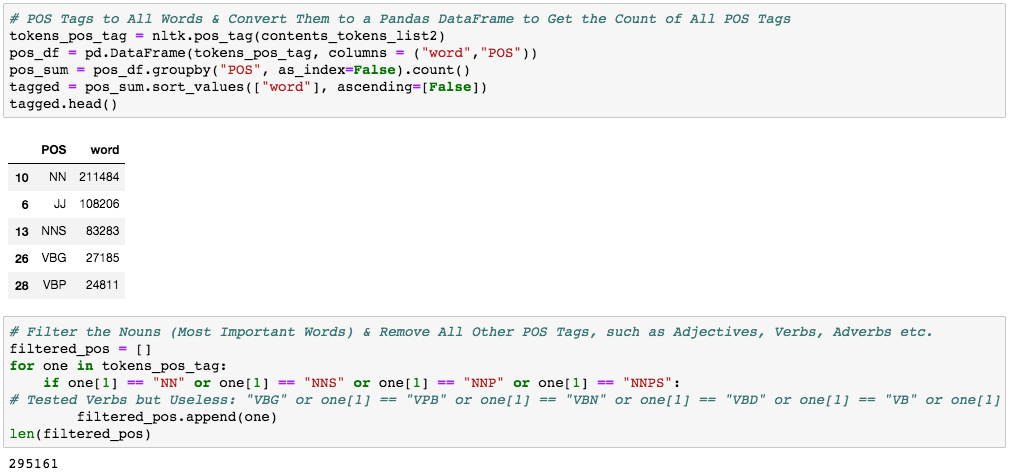 # POS Tags to All Words & Convert Them to a Pandas DataFrame to Get the Count of All POS Tags
tokens_pos_tag = nltk.pos_tag(contents_tokens_list2)
pos_df = pd.DataFrame(tokens_pos_tag, columns = ("word","POS"))
pos_sum = pos_df.groupby("POS", as_index=False).count()
tagged = pos_sum.sort_values(["word"], ascending=[False])
tagged.head()
POS word
10 NN 211484
6 JJ 108206
13 NNS 83283
26 VBG 27185
28 VBP 24811
# Filter the Nouns (Most Important Words) & Remove All Other POS Tags, such as Adjectives, Verbs, Adverbs etc.
filtered_pos = []
for one in tokens_pos_tag:
    if one[1] == "NN" or one[1] == "NNS" or one[1] == "NNP" or one[1] == "NNPS":
# Tested Verbs but Useless: "VBG" or one[1] == "VPB" or one[1] == "VBN" or one[1] == "VBD" or one[1] == "VB" or one[1]
        filtered_pos.append(one)
len(filtered_pos)
295161